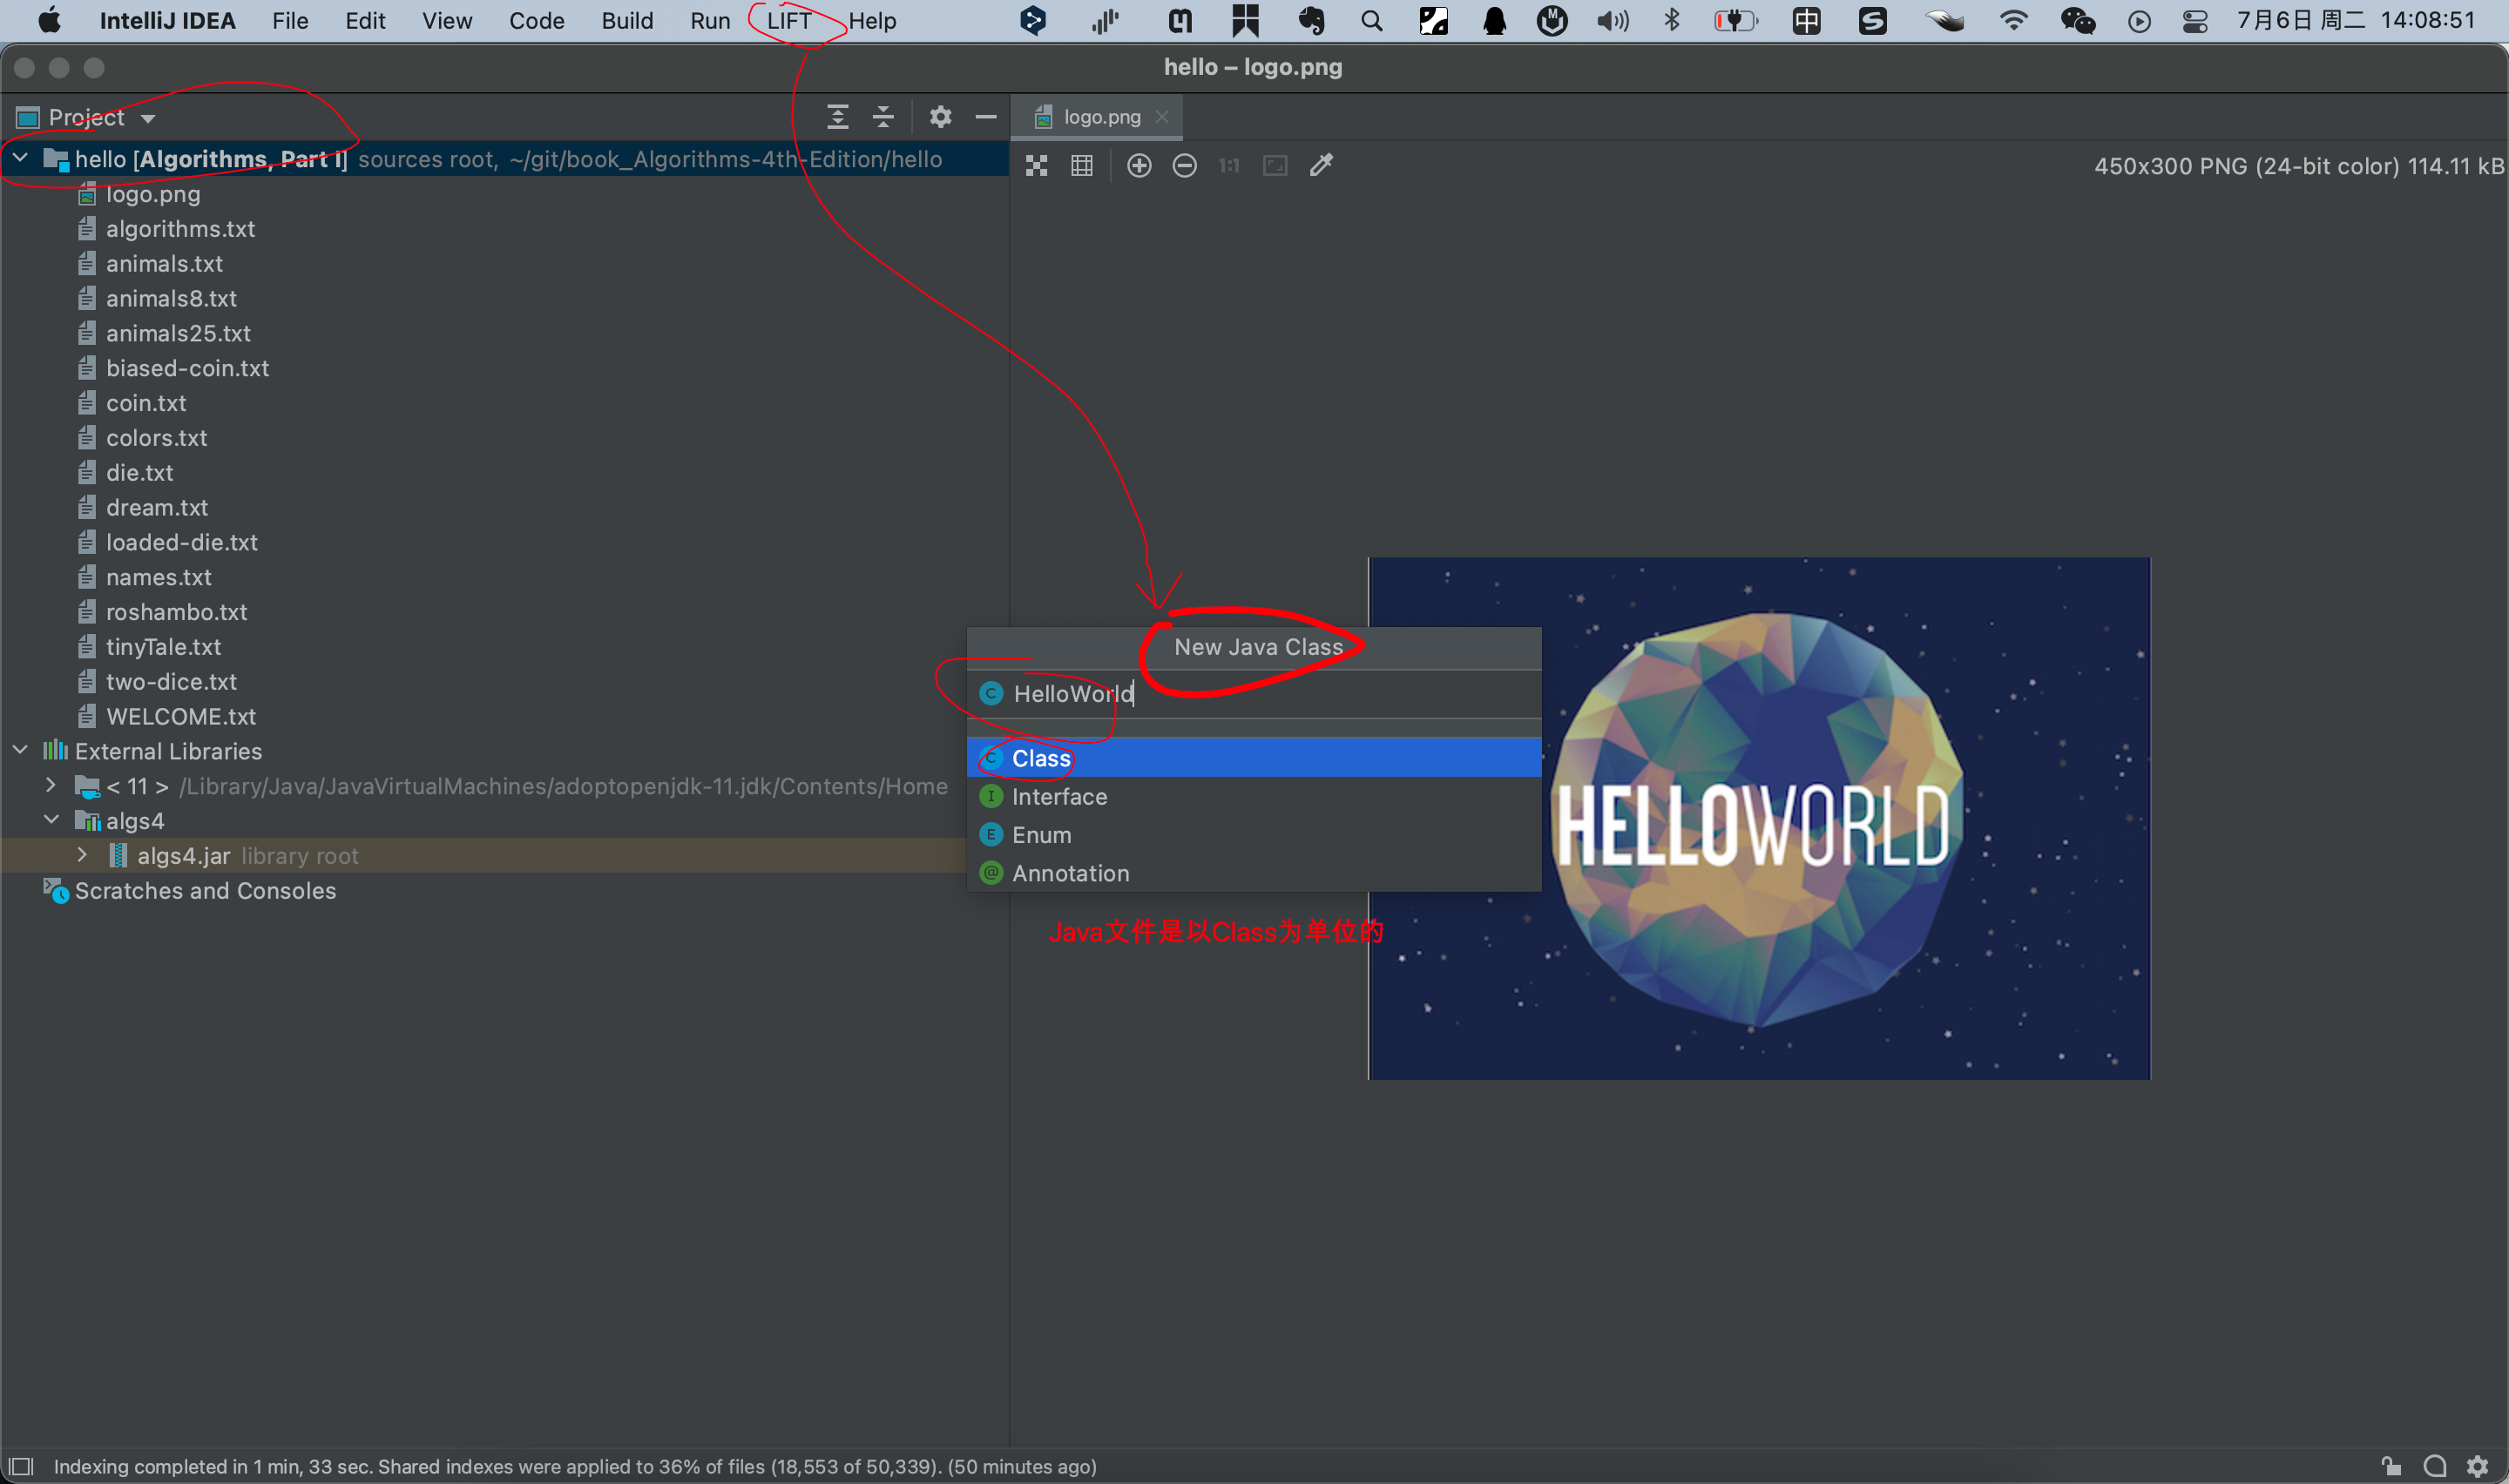 IntelliJ IDEA File Edit View Code Build Run LIFT Help 中 7月6日 周二 14:08:51
hello – logo.png
Project
logo.png
hello [Algorithms, Part I] sources root, ~/git/book_Algorithms-4th-Edition/hello
1:1
450x300 PNG (24-bit color) 114.11 kB
logo.png
algorithms.txt
animals.txt
animals8.txt
animals25.txt
biased-coin.txt
coin.txt
colors.txt
die.txt
dream.txt
loaded-die.txt
names.txt
roshambo.txt
tinyTale.txt
two-dice.txt
WELCOME.txt
External Libraries
< 11 > /Library/Java/JavaVirtualMachines/adoptopenjdk-11.jdk/Contents/Home
algs4
algs4.jar library root
Scratches and Consoles
New Java Class
C HelloWorld
C Class
I Interface
E Enum
@ Annotation
Java文件是以Class为单位的
HELLOWORLD
Indexing completed in 1 min, 33 sec. Shared indexes were applied to 36% of files (18,553 of 50,339). (50 minutes ago)